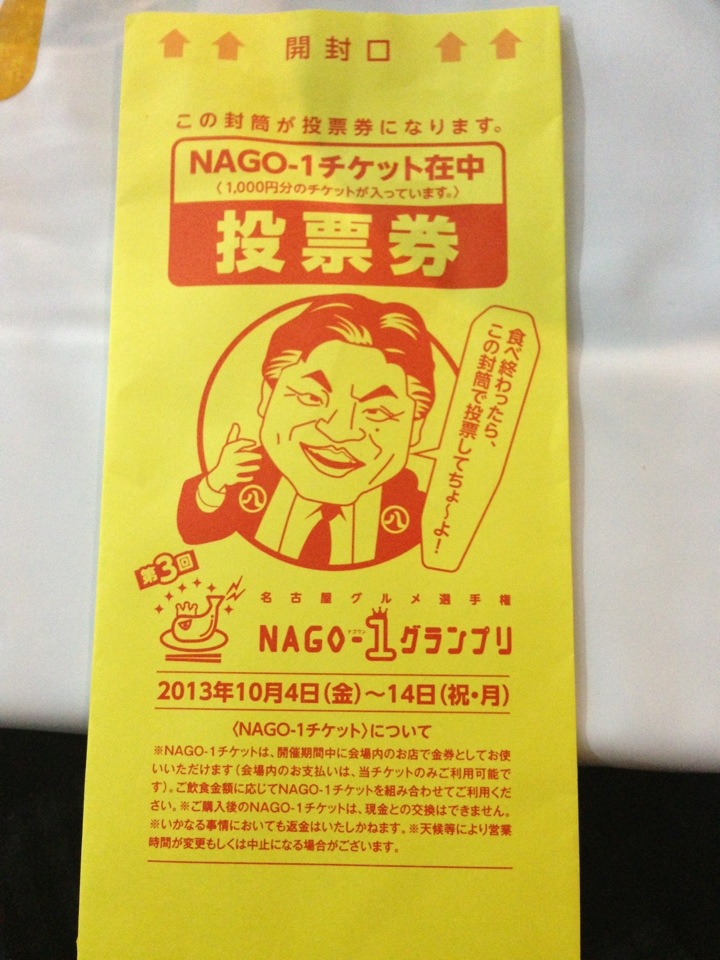 開封口
この封筒が投票券になります。
NAGO-1チケット在中
〈1,000円分のチケットが入っています。〉
投票券
食べ終わったら、
この封筒で投票してちょ〜よ！
八
八
第3回
名古屋グルメ選手権
ナゴワン
NAGO-1グランプリ
2013年10月4日(金)〜14日(祝・月)
〈NAGO-1チケット〉について
※NAGO-1チケットは、開催期間中に会場内のお店で金券としてお使
いいただけます（会場内のお支払いは、当チケットのみご利用可能で
す）。ご飲食金額に応じてNAGO-1チケットを組み合わせてご利用くだ
さい。※ご購入後のNAGO-1チケットは、現金との交換はできません。
※いかなる事情においても返金はいたしかねます。※天候等により営業
時間が変更もしくは中止になる場合がございます。